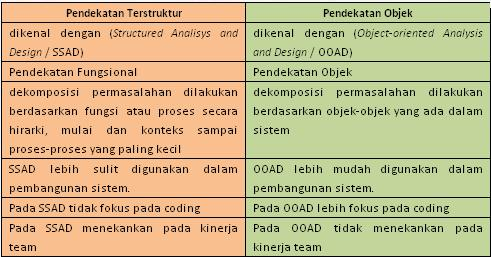 Pendekatan Terstruktur
Pendekatan Objek
dikenal dengan (Structured Analisys and
Design / SSAD)
dikenal dengan (Object-oriented Analysis
and Design / OOAD)
Pendekatan Fungsional
Pendekatan Objek
dekomposisi permasalahan dilakukan
berdasarkan fungsi atau proses secara
hirarki, mulai dan konteks sampai
proses-proses yang paling kecil
dekomposisi permasalahan dilakukan
berdasarkan objek-objek yang ada dalam
sistem
SSAD lebih sulit digunakan dalam
pembangunan sistem.
OOAD lebih mudah digunakan dalam
pembangunan sistem.
Pada SSAD tidak fokus pada coding
Pada OOAD lebih fokus pada coding
Pada SSAD menekankan pada kinerja
team
Pada OOAD tidak menekankan pada
kinerja team